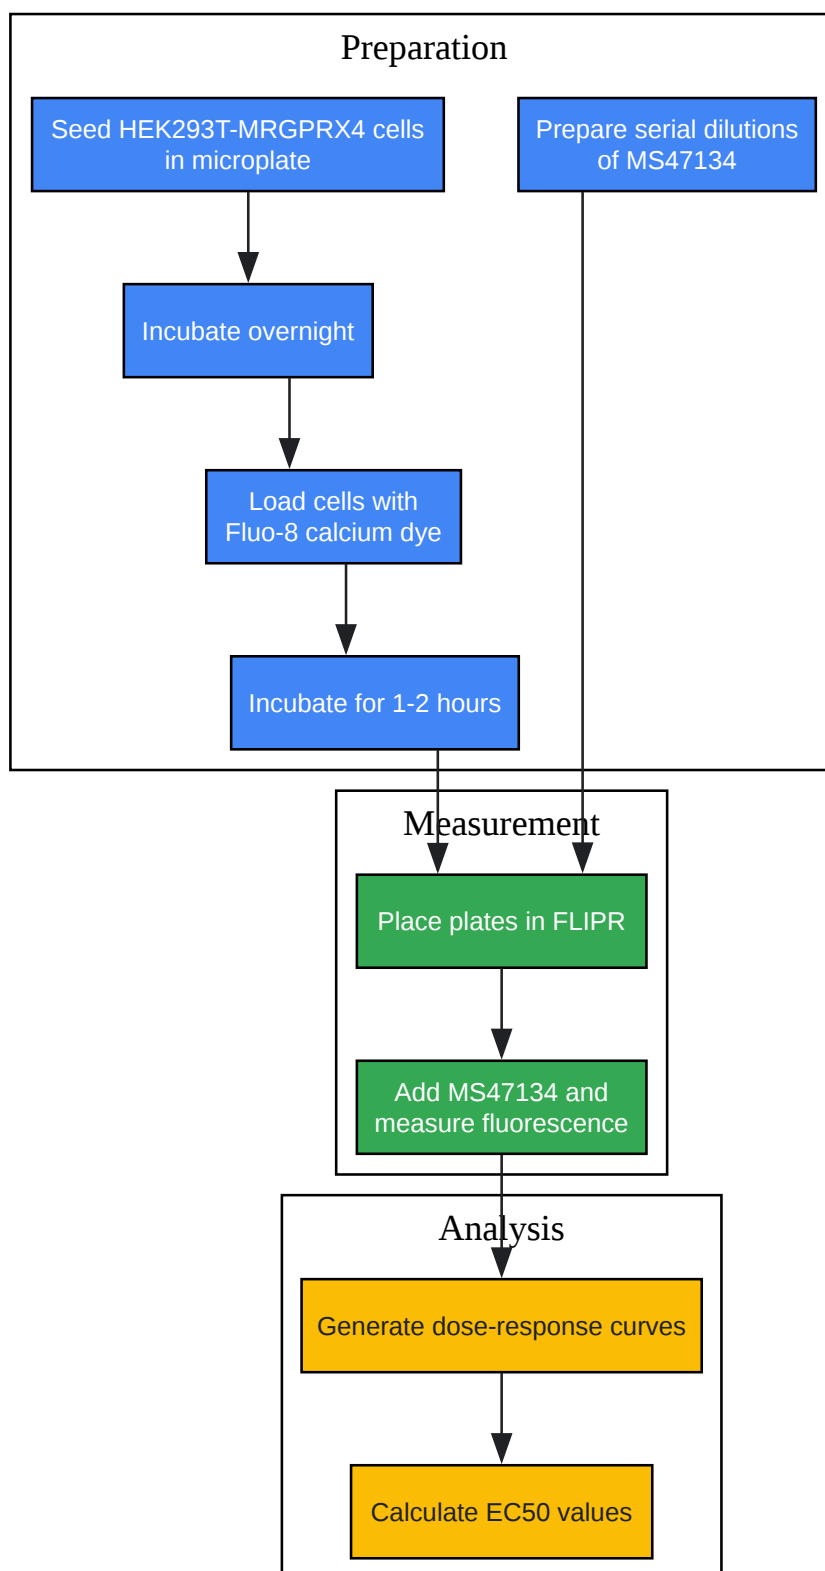 Preparation
Seed HEK293T-MRGPRX4 cells
in microplate
Prepare serial dilutions
of MS47134
Incubate overnight
Load cells with
Fluo-8 calcium dye
Incubate for 1-2 hours
Measurement
Place plates in FLIPR
Add MS47134 and
measure fluorescence
Analysis
Generate dose-response curves
Calculate EC50 values